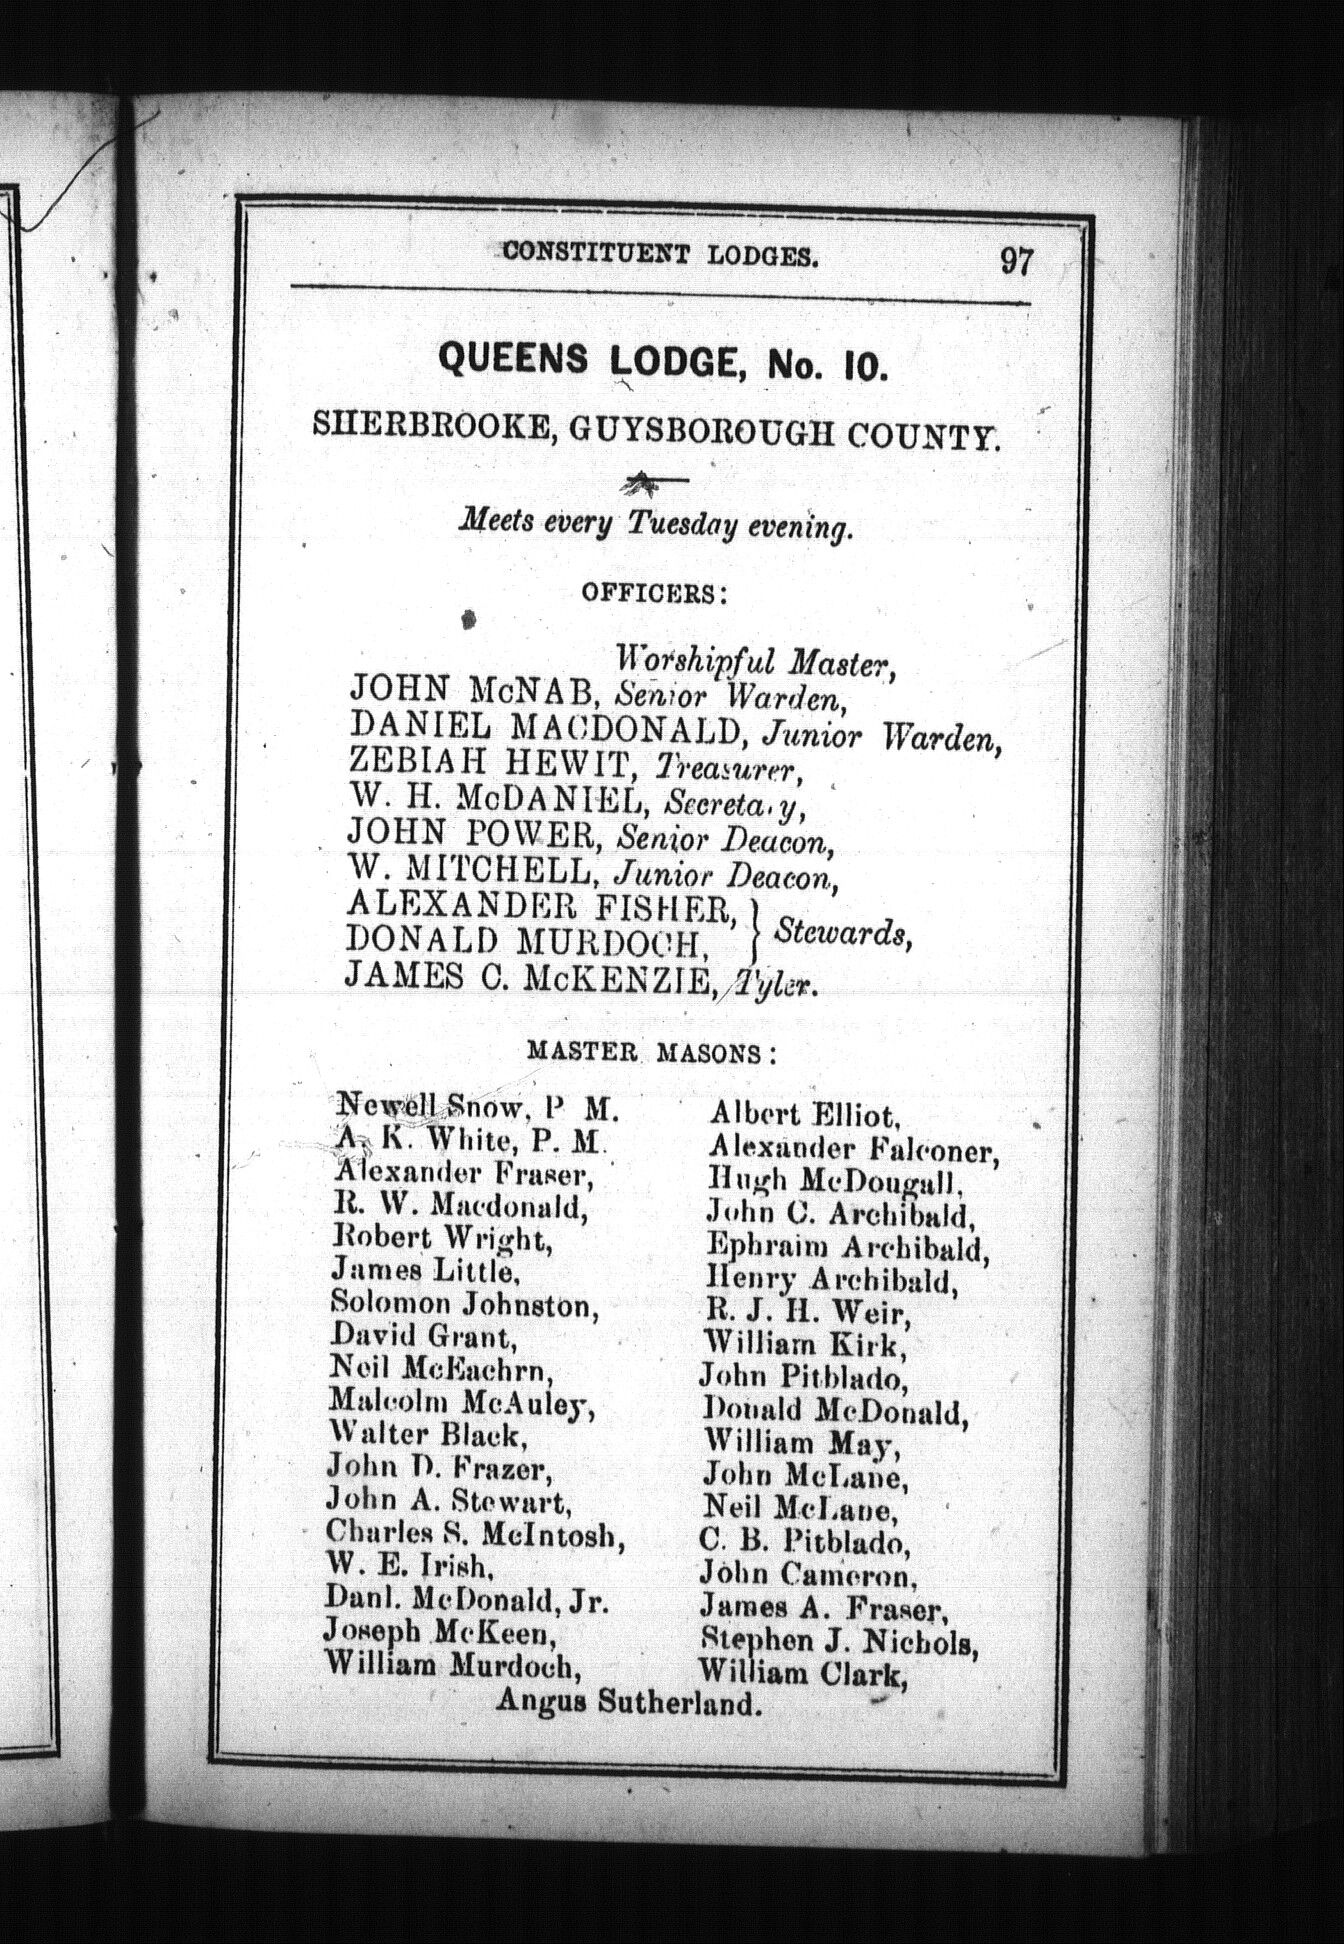 CONSTITUENT LODGES. 97
QUEENS LODGE, No. 10.
SHERBROOKE, GUYSBOROUGH COUNTY.
Meets every Tuesday evening.
OFFICERS:
Worshipful Master,
JOHN McNAB, Senior Warden,
DANIEL MACDONALD, Junior Warden,
ZEBIAH HEWIT, Treasurer,
W. H. McDANIEL, Secretary,
JOHN POWER, Senior Deacon,
W. MITCHELL, Junior Deacon,
ALEXANDER FISHER, } Stewards,
DONALD MURDOCH,
JAMES C. McKENZIE, Tyler.
MASTER MASONS:
Newell Snow, P M.
A. K. White, P. M.
Alexander Fraser,
R. W. Macdonald,
Robert Wright,
James Little,
Solomon Johnston,
David Grant,
Neil McEachrn,
Malcolm McAuley,
Walter Black,
John D. Frazer,
John A. Stewart,
Charles S. McIntosh,
W. E. Irish,
Danl. McDonald, Jr.
Joseph McKeen,
William Murdoch,
Albert Elliot,
Alexander Falconer,
Hugh McDougall,
John C. Archibald,
Ephraim Archibald,
Henry Archibald,
R. J. H. Weir,
William Kirk,
John Pitblado,
Donald McDonald,
William May,
John McLane,
Neil McLane,
C. B. Pitblado,
John Cameron,
James A. Fraser,
Stephen J. Nichols,
William Clark,
Angus Sutherland.